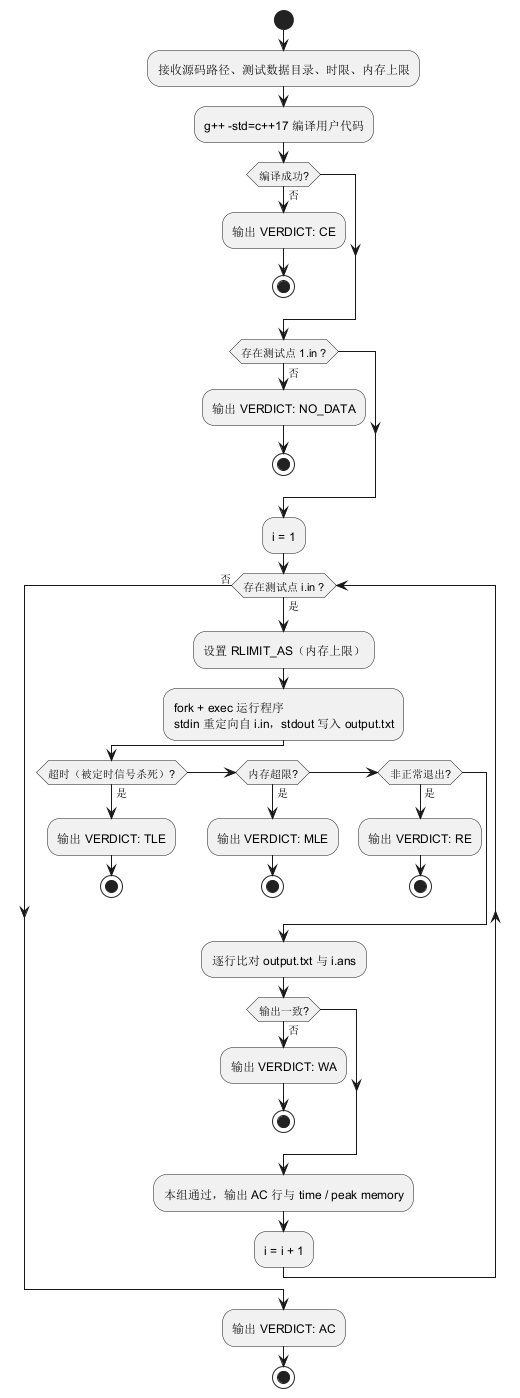 接收源码路径、测试数据目录、时限、内存上限
g++ -std=c++17 编译用户代码
编译成功?
否
输出 VERDICT: CE
存在测试点 1.in ?
否
输出 VERDICT: NO_DATA
i = 1
否
存在测试点 i.in ?
是
设置 RLIMIT_AS（内存上限）
fork + exec 运行程序
stdin 重定向自 i.in，stdout 写入 output.txt
超时（被定时信号杀死）?
内存超限?
非正常退出?
是
是
是
输出 VERDICT: TLE
输出 VERDICT: MLE
输出 VERDICT: RE
逐行比对 output.txt 与 i.ans
输出一致?
否
输出 VERDICT: WA
本组通过，输出 AC 行与 time / peak memory
i = i + 1
输出 VERDICT: AC